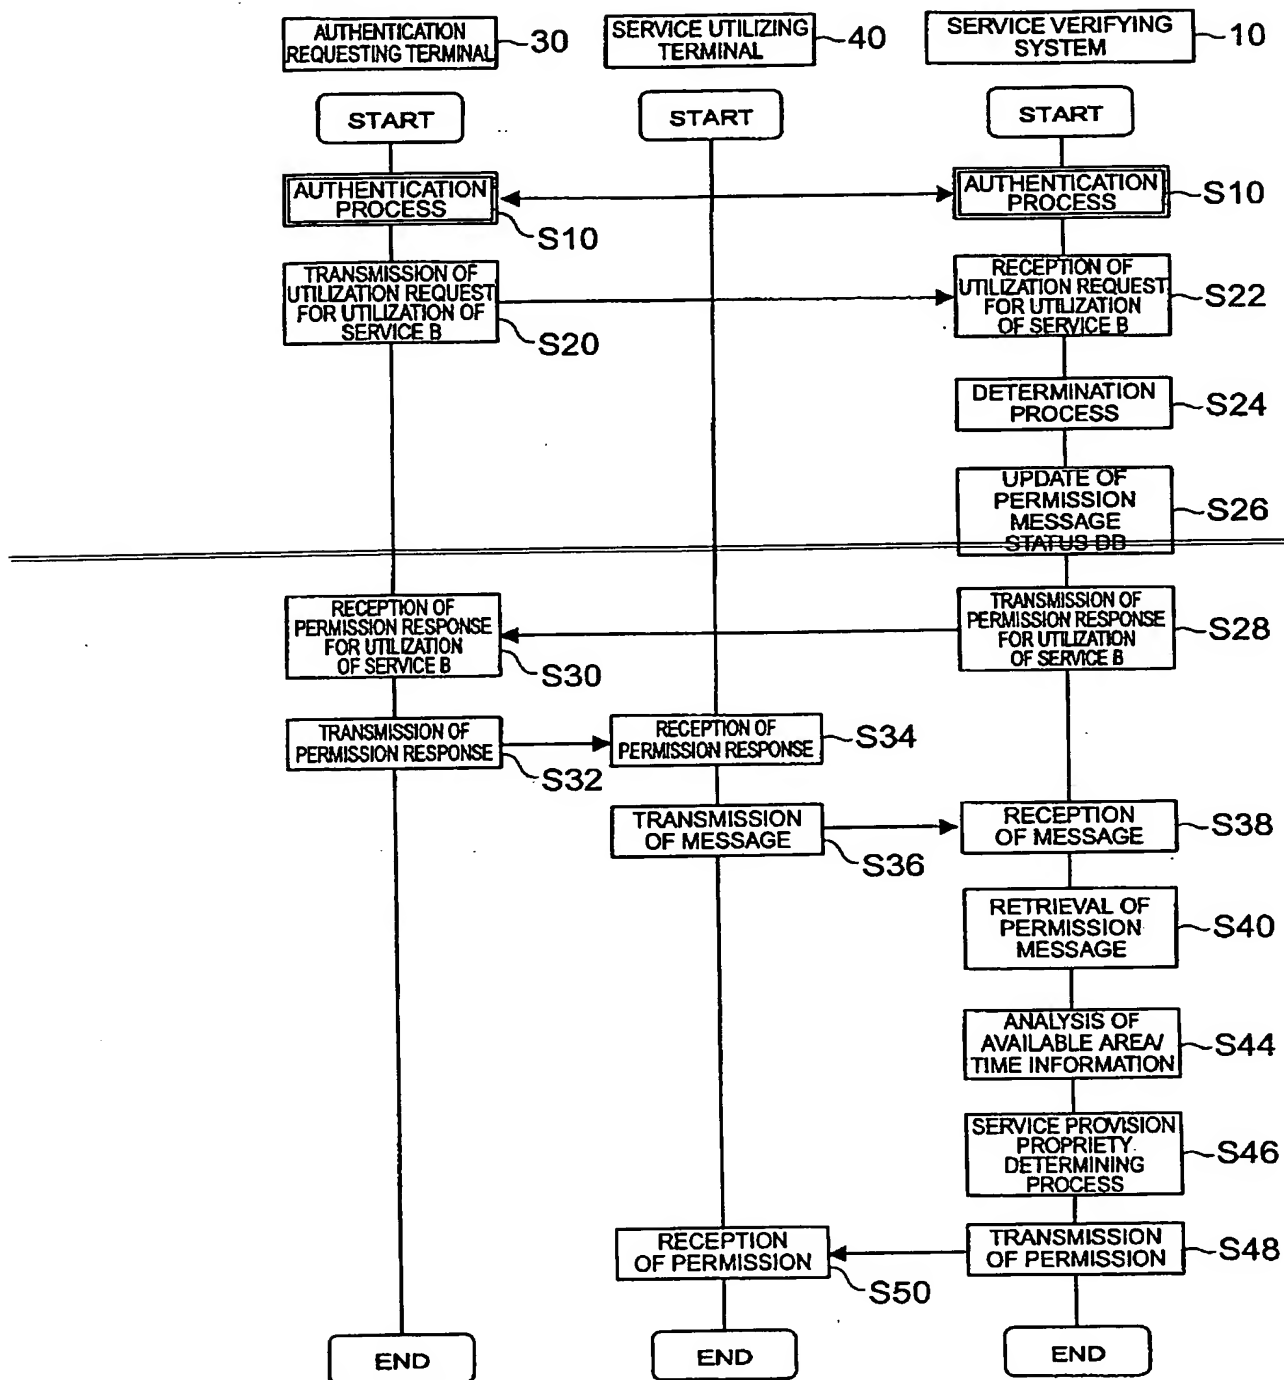 AUTHENTICATION
REQUESTING TERMINAL
30
SERVICE UTILIZING
TERMINAL
40
SERVICE VERIFYING
SYSTEM
10
START
START
START
AUTHENTICATION
PROCESS
S10
AUTHENTICATION
PROCESS
S10
TRANSMISSION OF
UTILIZATION REQUEST
FOR UTILIZATION OF
SERVICE B
S20
RECEPTION OF
UTILIZATION REQUEST
FOR UTILIZATION
OF SERVICE B
S22
DETERMINATION
PROCESS
S24
UPDATE OF
PERMISSION
MESSAGE
STATUS DB
S26
RECEPTION OF
PERMISSION RESPONSE
FOR UTILIZATION
OF SERVICE B
S30
TRANSMISSION OF
PERMISSION RESPONSE
FOR UTILIZATION
OF SERVICE B
S28
TRANSMISSION OF
PERMISSION RESPONSE
S32
RECEPTION OF
PERMISSION RESPONSE
S34
TRANSMISSION
OF MESSAGE
S36
RECEPTION
OF MESSAGE
S38
RETRIEVAL OF
PERMISSION
MESSAGE
S40
ANALYSIS OF
AVAILABLE AREA/
TIME INFORMATION
S44
SERVICE PROVISION
PROPRIETY
DETERMINING
PROCESS
S46
RECEPTION
OF PERMISSION
S50
TRANSMISSION
OF PERMISSION
S48
END
END
END